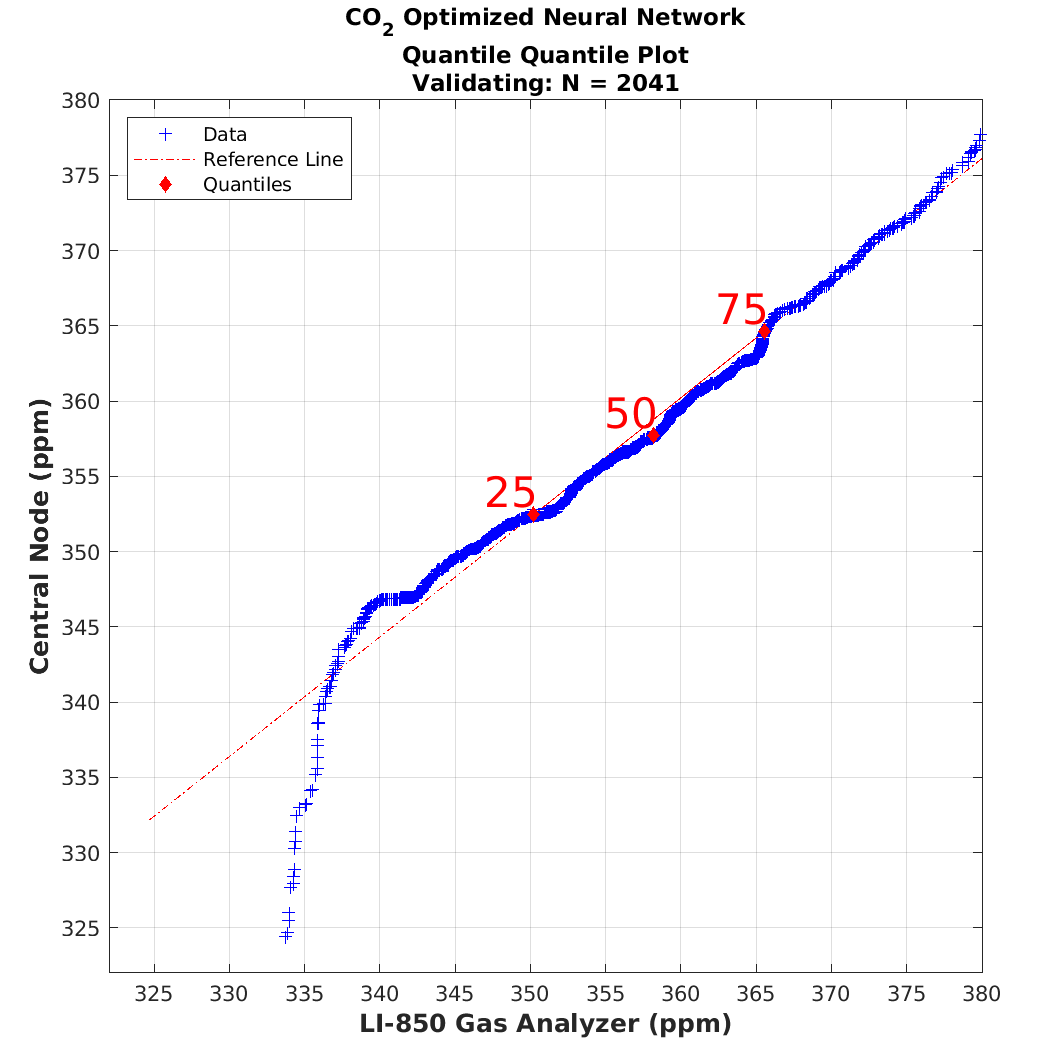 CO2 Optimized Neural Network
Quantile Quantile Plot
Validating: N = 2041
Data
Reference Line
Quantiles
380
375
370
365
360
355
350
345
340
335
330
325
75
50
25
Central Node (ppm)
325 330 335 340 345 350 355 360 365 370 375 380
LI-850 Gas Analyzer (ppm)